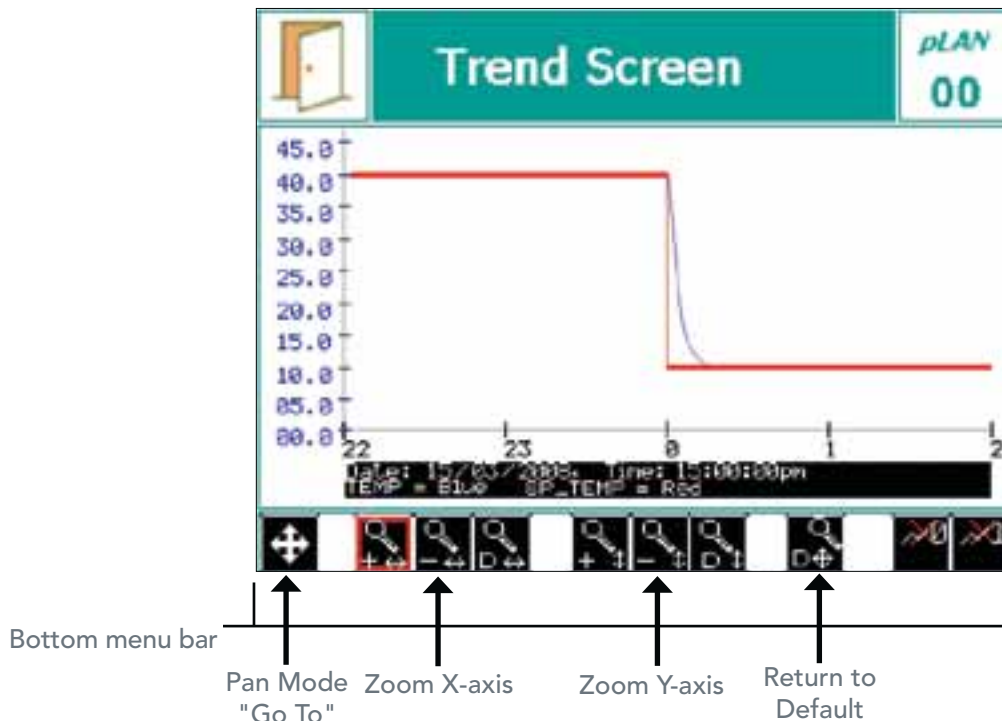 Trend Screen
pLAN
00
45.0
40.0
35.0
30.0
25.0
20.0
15.0
10.0
05.0
00.0
22 23 0 1 2
Date: 15/03/2008, Time: 15:00:00pm
TEMP = Blue SP_TEMP = Red
+ − D + − D D
Bottom menu bar
Pan Mode
"Go To"
Zoom X-axis
Zoom Y-axis
Return to
Default